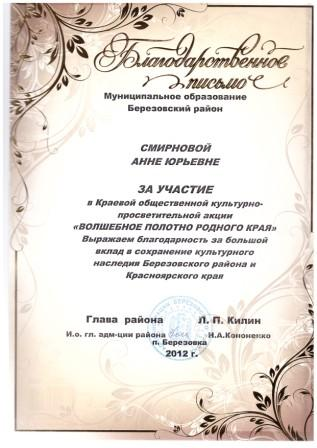 Благодарственное
письмо
Муниципальное образование
Березовский район
СМИРНОВОЙ
АННЕ ЮРЬЕВНЕ
ЗА УЧАСТИЕ
в Краевой общественной культурно-
просветительной акции
«ВОЛШЕБНОЕ ПОЛОТНО РОДНОГО КРАЯ»
Выражаем благодарность за большой
вклад в сохранение культурного
наследия Березовского района и
Красноярского края
Глава района Л. П. Килин
И.о. гл. адм-ции района Н.А.Кононенко
п. Березовка
2012 г.